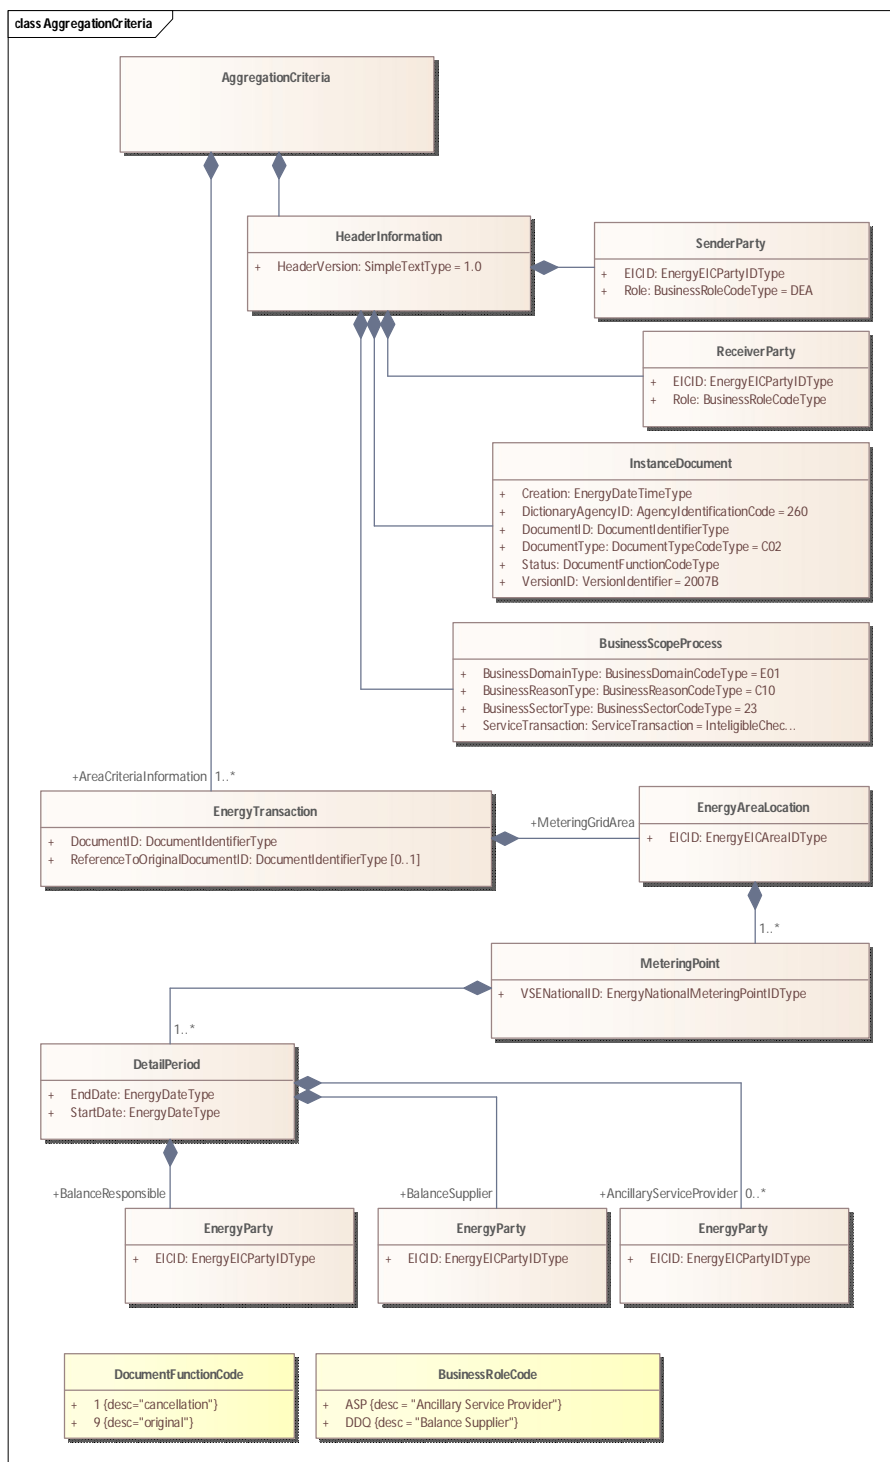 class AggregationCriteria
AggregationCriteria
HeaderInformation
+ HeaderVersion: SimpleTextType = 1.0
SenderParty
+ EICID: EnergyEICPartyIDType
+ Role: BusinessRoleCodeType = DEA
ReceiverParty
+ EICID: EnergyEICPartyIDType
+ Role: BusinessRoleCodeType
InstanceDocument
+ Creation: EnergyDateTimeType
+ DictionaryAgencyID: AgencyIdentificationCode = 260
+ DocumentID: DocumentIdentifierType
+ DocumentType: DocumentTypeCodeType = C02
+ Status: DocumentFunctionCodeType
+ VersionID: VersionIdentifier = 2007B
BusinessScopeProcess
+ BusinessDomainType: BusinessDomainCodeType = E01
+ BusinessReasonType: BusinessReasonCodeType = C10
+ BusinessSectorType: BusinessSectorCodeType = 23
+ ServiceTransaction: ServiceTransaction = InteligibleChec...
+AreaCriteriaInformation 1..*
EnergyTransaction
+ DocumentID: DocumentIdentifierType
+ ReferenceToOriginalDocumentID: DocumentIdentifierType [0..1]
+MeteringGridArea
EnergyAreaLocation
+ EICID: EnergyEICAreaIDType
1..*
MeteringPoint
+ VSENationalID: EnergyNationalMeteringPointIDType
1..*
DetailPeriod
+ EndDate: EnergyDateType
+ StartDate: EnergyDateType
+BalanceResponsible
+BalanceSupplier
+AncillaryServiceProvider 0..*
EnergyParty
+ EICID: EnergyEICPartyIDType
EnergyParty
+ EICID: EnergyEICPartyIDType
EnergyParty
+ EICID: EnergyEICPartyIDType
DocumentFunctionCode
+ 1 {desc="cancellation"}
+ 9 {desc="original"}
BusinessRoleCode
+ ASP {desc = "Ancillary Service Provider"}
+ DDQ {desc = "Balance Supplier"}